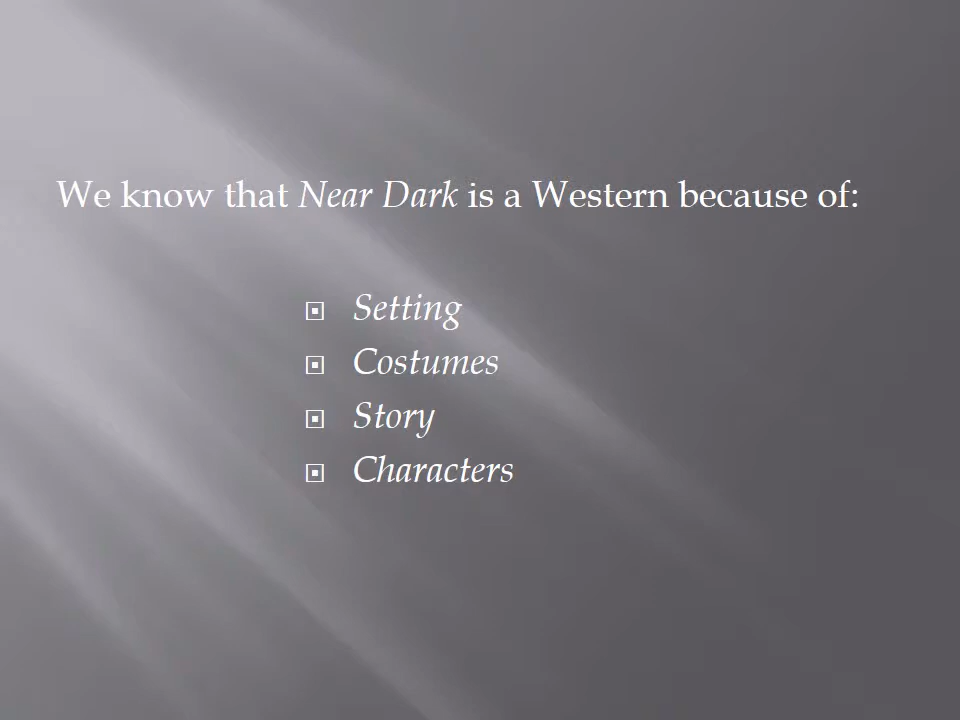 We know that Near Dark is a Western because of:
Setting
Costumes
Story
Characters